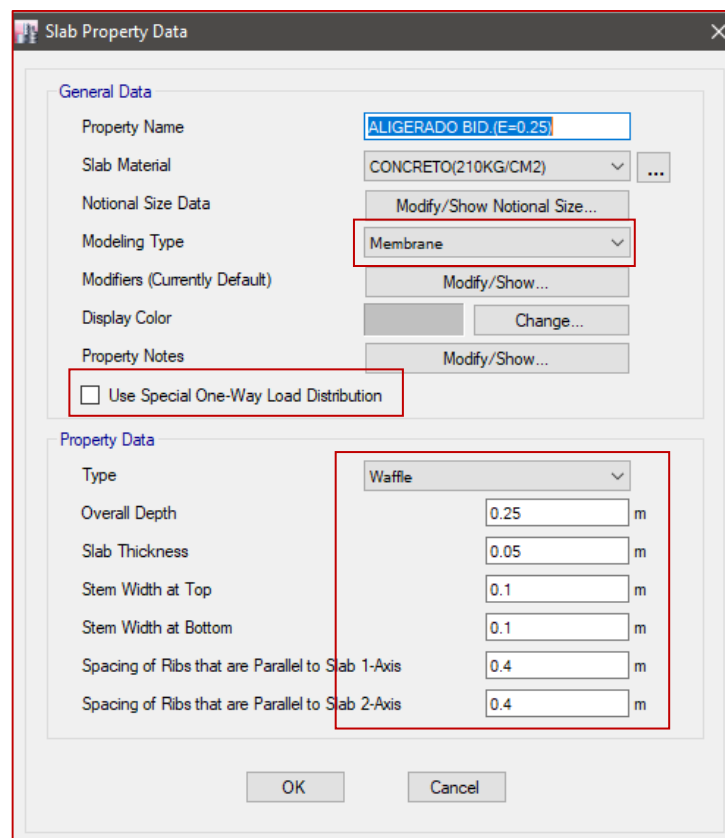 Slab Property Data
General Data
Property Name ALIGERADO BID.(E=0.25)
Slab Material CONCRETO(210KG/CM2) ...
Notional Size Data Modify/Show Notional Size...
Modeling Type Membrane
Modifiers (Currently Default) Modify/Show...
Display Color Change...
Property Notes Modify/Show...
Use Special One-Way Load Distribution
Property Data
Type Waffle
Overall Depth 0.25 m
Slab Thickness 0.05 m
Stem Width at Top 0.1 m
Stem Width at Bottom 0.1 m
Spacing of Ribs that are Parallel to Slab 1-Axis 0.4 m
Spacing of Ribs that are Parallel to Slab 2-Axis 0.4 m
OK Cancel